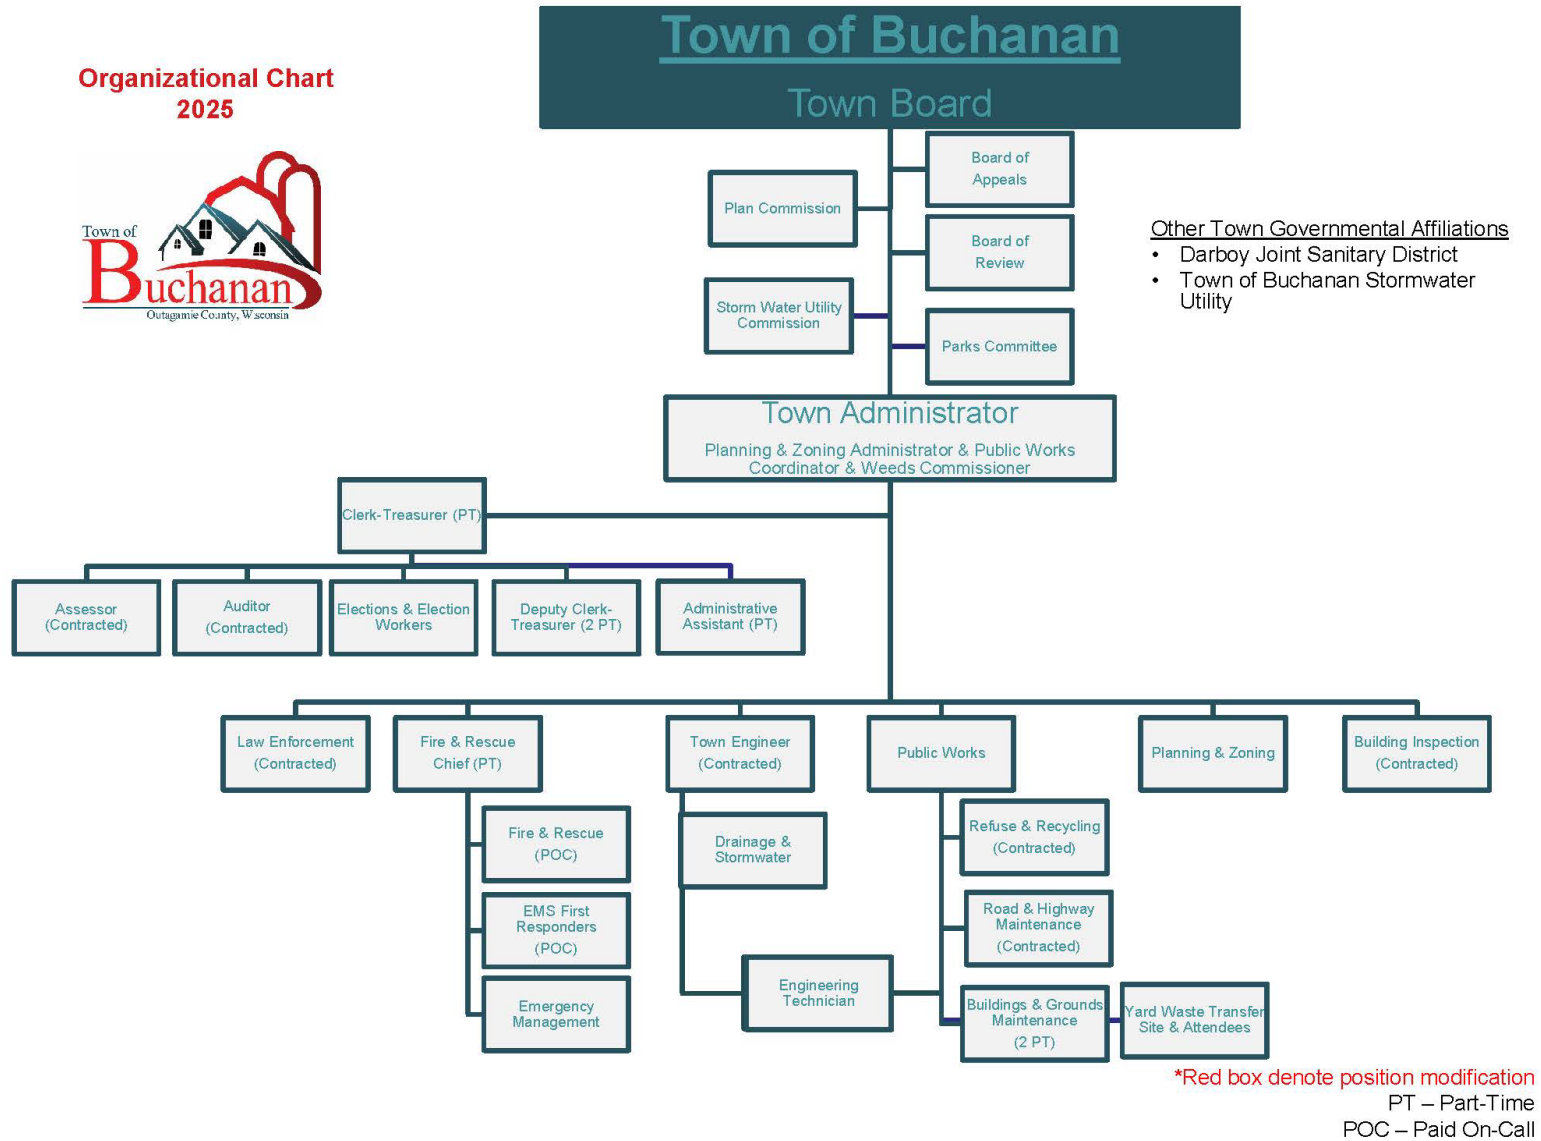 Town of Buchanan
Town Board
Organizational Chart
2025
Town of
Buchanan
Outagamie County, Wisconsin
Board of
Appeals
Plan Commission
Board of
Review
Storm Water Utility
Commission
Parks Committee
Other Town Governmental Affiliations
• Darboy Joint Sanitary District
• Town of Buchanan Stormwater
Utility
Town Administrator
Planning & Zoning Administrator & Public Works
Coordinator & Weeds Commissioner
Clerk-Treasurer (PT)
Assessor
(Contracted)
Auditor
(Contracted)
Elections & Election
Workers
Deputy Clerk-
Treasurer (2 PT)
Administrative
Assistant (PT)
Law Enforcement
(Contracted)
Fire & Rescue
Chief (PT)
Town Engineer
(Contracted)
Public Works
Planning & Zoning
Building Inspection
(Contracted)
Fire & Rescue
(POC)
EMS First
Responders
(POC)
Emergency
Management
Drainage &
Stormwater
Engineering
Technician
Refuse & Recycling
(Contracted)
Road & Highway
Maintenance
(Contracted)
Buildings & Grounds
Maintenance
(2 PT)
Yard Waste Transfer
Site & Attendees
*Red box denote position modification
PT – Part-Time
POC – Paid On-Call